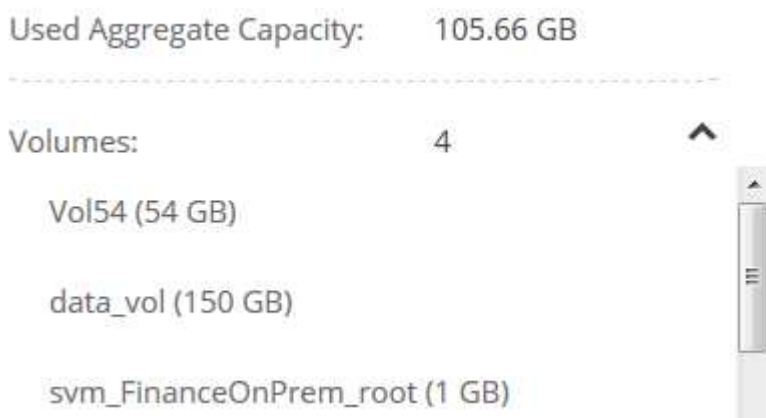 Used Aggregate Capacity: 105.66 GB
Volumes: 4
Vol54 (54 GB)
data_vol (150 GB)
svm_FinanceOnPrem_root (1 GB)